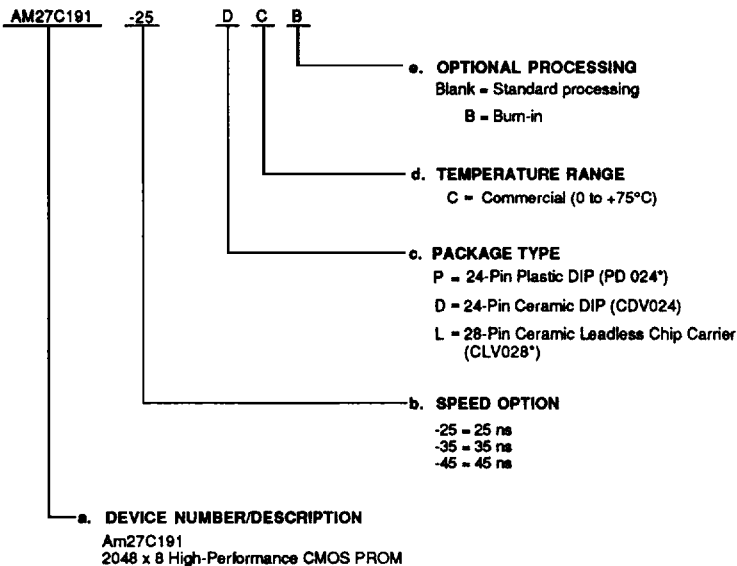 AM27C191 -25 D C B
e. OPTIONAL PROCESSING
Blank = Standard processing
B = Burn-in
d. TEMPERATURE RANGE
C = Commercial (0 to +75°C)
c. PACKAGE TYPE
P = 24-Pin Plastic DIP (PD 024*)
D = 24-Pin Ceramic DIP (CDV024)
L = 28-Pin Ceramic Leadless Chip Carrier
(CLV028*)
b. SPEED OPTION
-25 = 25 ns
-35 = 35 ns
-45 = 45 ns
a. DEVICE NUMBER/DESCRIPTION
Am27C191
2048 x 8 High-Performance CMOS PROM